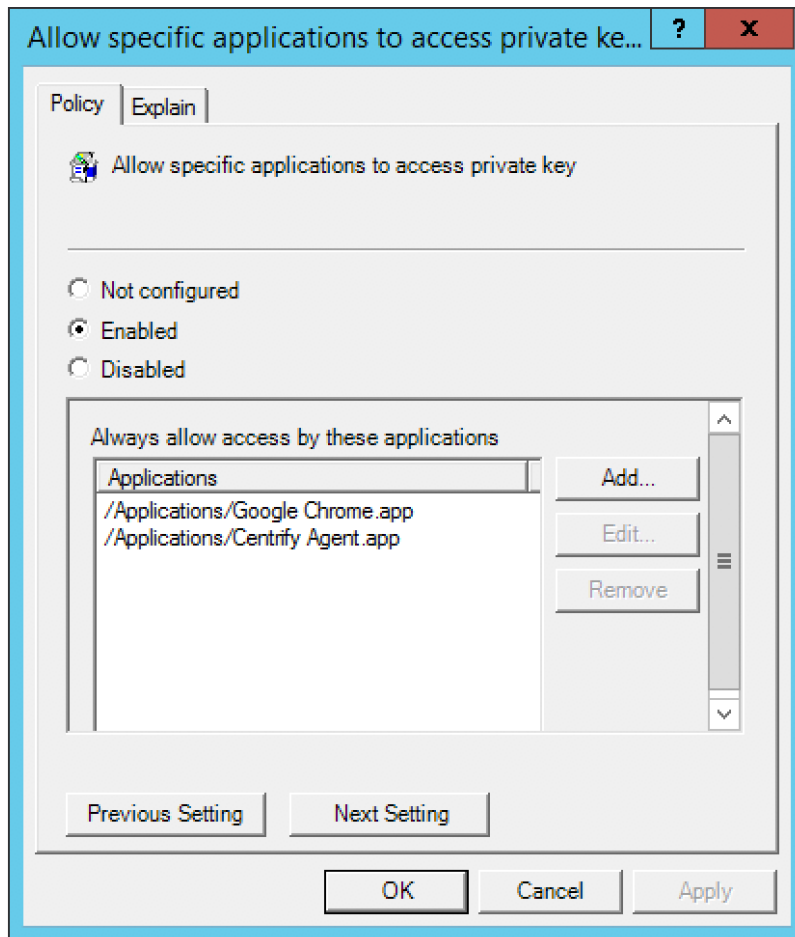 Allow specific applications to access private ke...
?
x
Policy
Explain
Allow specific applications to access private key
Not configured
Enabled
Disabled
Always allow access by these applications
Applications
Add...
/Applications/Google Chrome.app
/Applications/Centrify Agent.app
Edit...
Remove
Previous Setting
Next Setting
OK
Cancel
Apply